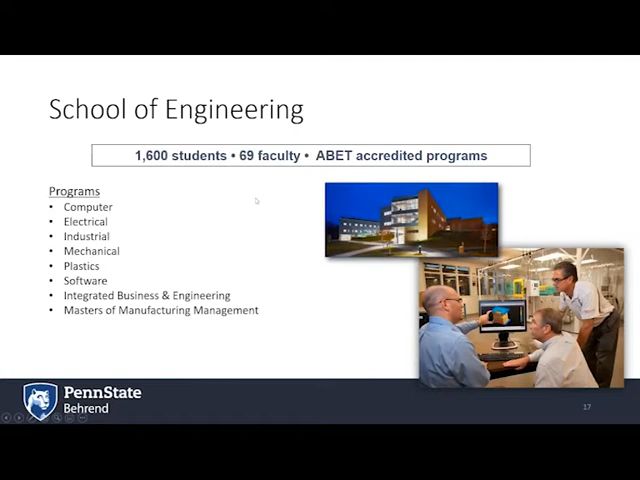 School of Engineering
1,600 students • 69 faculty • ABET accredited programs
Programs
• Computer
• Electrical
• Industrial
• Mechanical
• Plastics
• Software
• Integrated Business & Engineering
• Masters of Manufacturing Management
PennState
Behrend
17